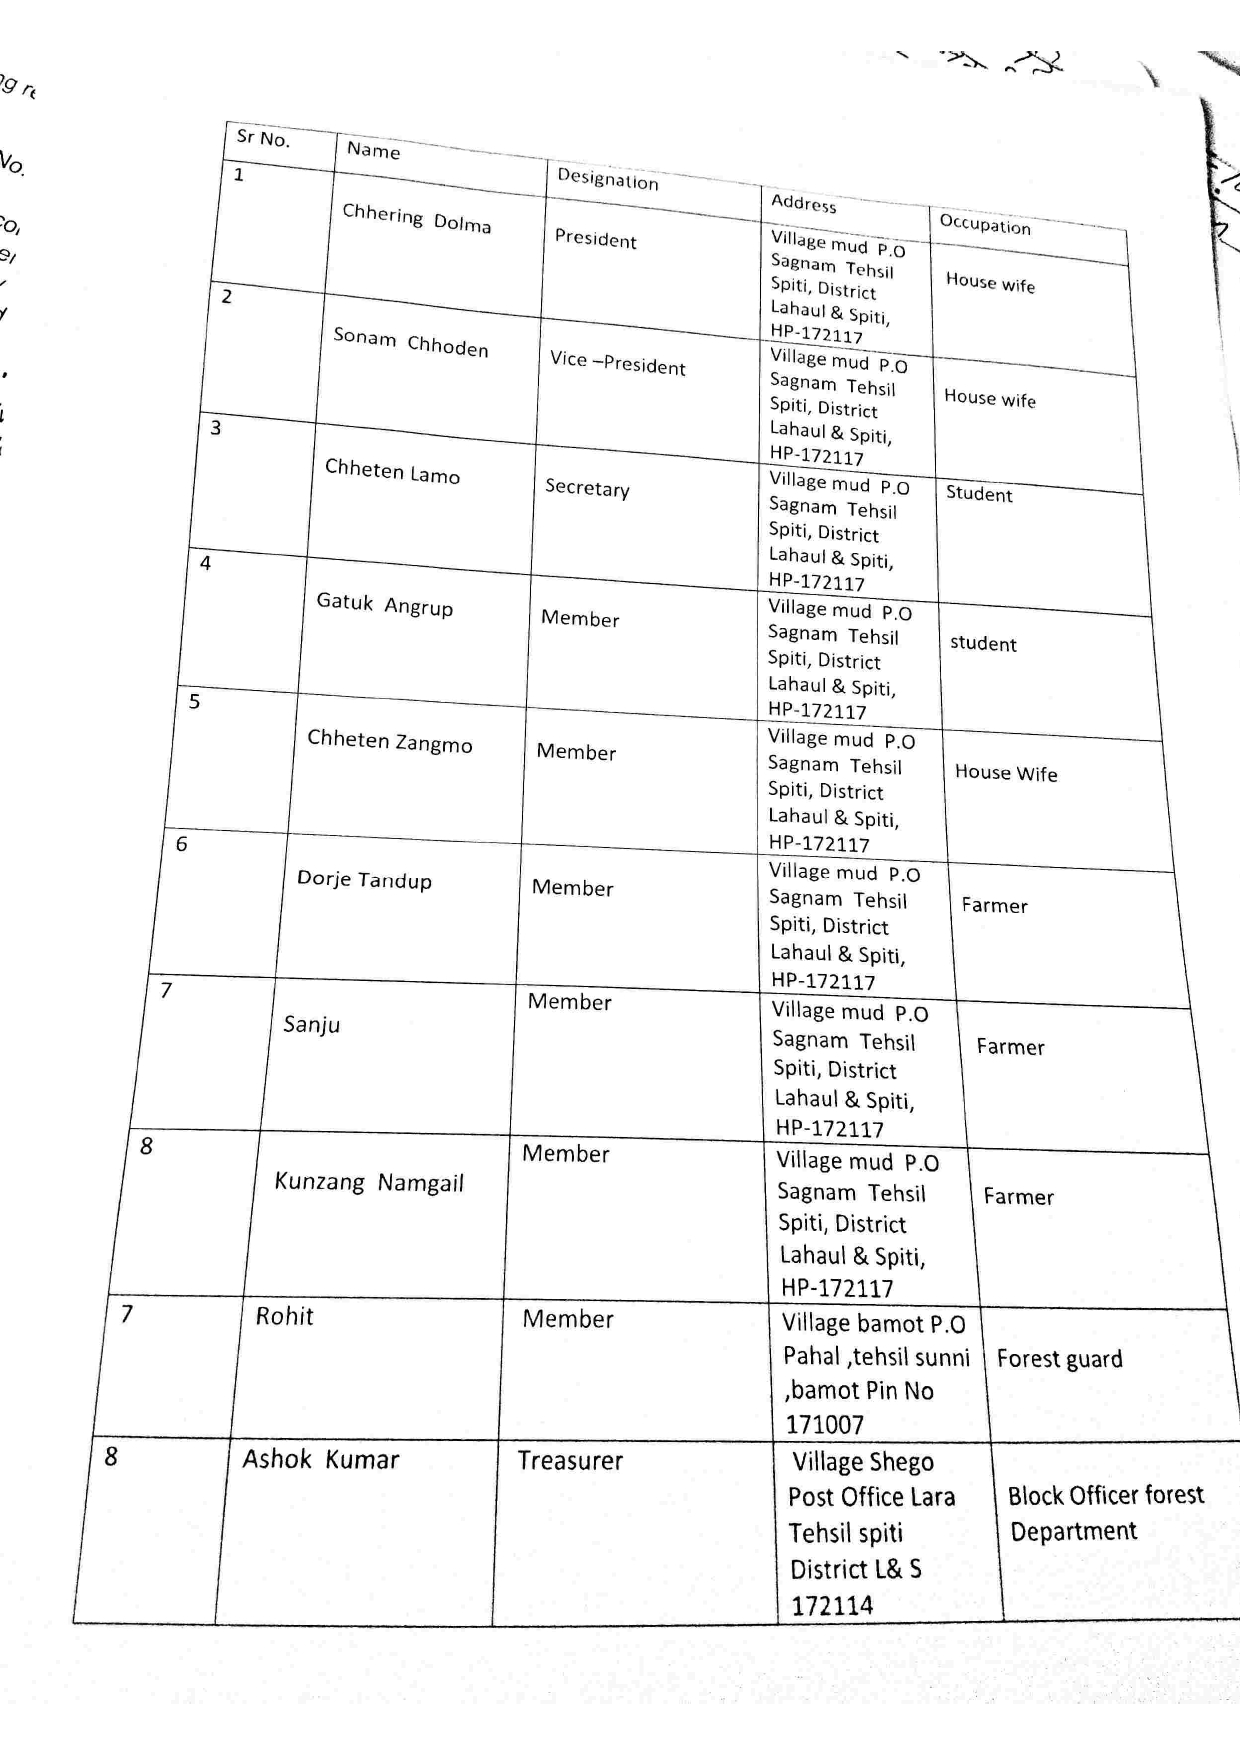 Sr No. Name Designation Address Occupation
1 Chhering Dolma President Village mud P.O
Sagnam Tehsil
Spiti, District
Lahaul & Spiti,
HP-172117
House wife
2 Sonam Chhoden Vice –President Village mud P.O
Sagnam Tehsil
Spiti, District
Lahaul & Spiti,
HP-172117
House wife
3 Chheten Lamo Secretary Village mud P.O
Sagnam Tehsil
Spiti, District
Lahaul & Spiti,
HP-172117
Student
4 Gatuk Angrup Member Village mud P.O
Sagnam Tehsil
Spiti, District
Lahaul & Spiti,
HP-172117
student
5 Chheten Zangmo Member Village mud P.O
Sagnam Tehsil
Spiti, District
Lahaul & Spiti,
HP-172117
House Wife
6 Dorje Tandup Member Village mud P.O
Sagnam Tehsil
Spiti, District
Lahaul & Spiti,
HP-172117
Farmer
7 Sanju Member Village mud P.O
Sagnam Tehsil
Spiti, District
Lahaul & Spiti,
HP-172117
Farmer
8 Kunzang Namgail Member Village mud P.O
Sagnam Tehsil
Spiti, District
Lahaul & Spiti,
HP-172117
Farmer
7 Rohit Member Village bamot P.O
Pahal ,tehsil sunni
,bamot Pin No
171007
Forest guard
8 Ashok Kumar Treasurer Village Shego
Post Office Lara
Tehsil spiti
District L& S
172114
Block Officer forest
Department
No.